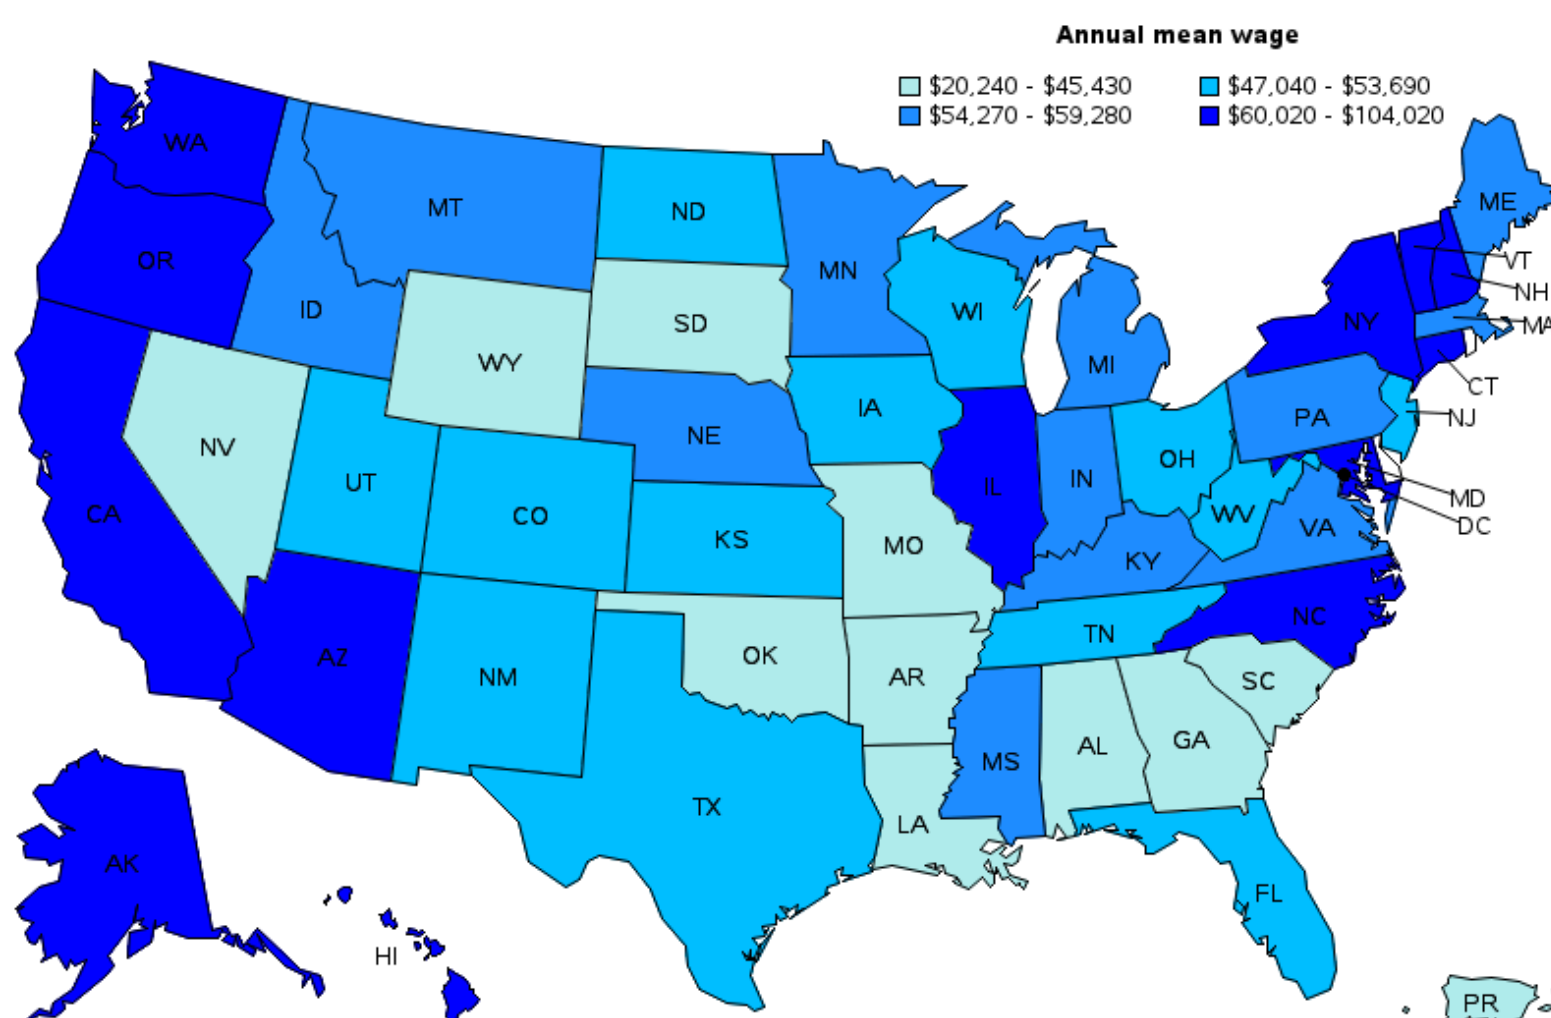 Annual mean wage
$20,240 - $45,430 $47,040 - $53,690
$54,270 - $59,280 $60,020 - $104,020
WA
MT
ND
ME
OR
MN
VT
ID
NH
SD
WI
NY
MA
WY
MI
CT
IA
NV
NE
PA
NJ
UT
OH
IN
IL
MD
CA
CO
WV
DC
KS
MO
VA
KY
NC
TN
AZ
OK
NM
AR
SC
AL
GA
MS
TX
LA
AK
FL
HI
PR